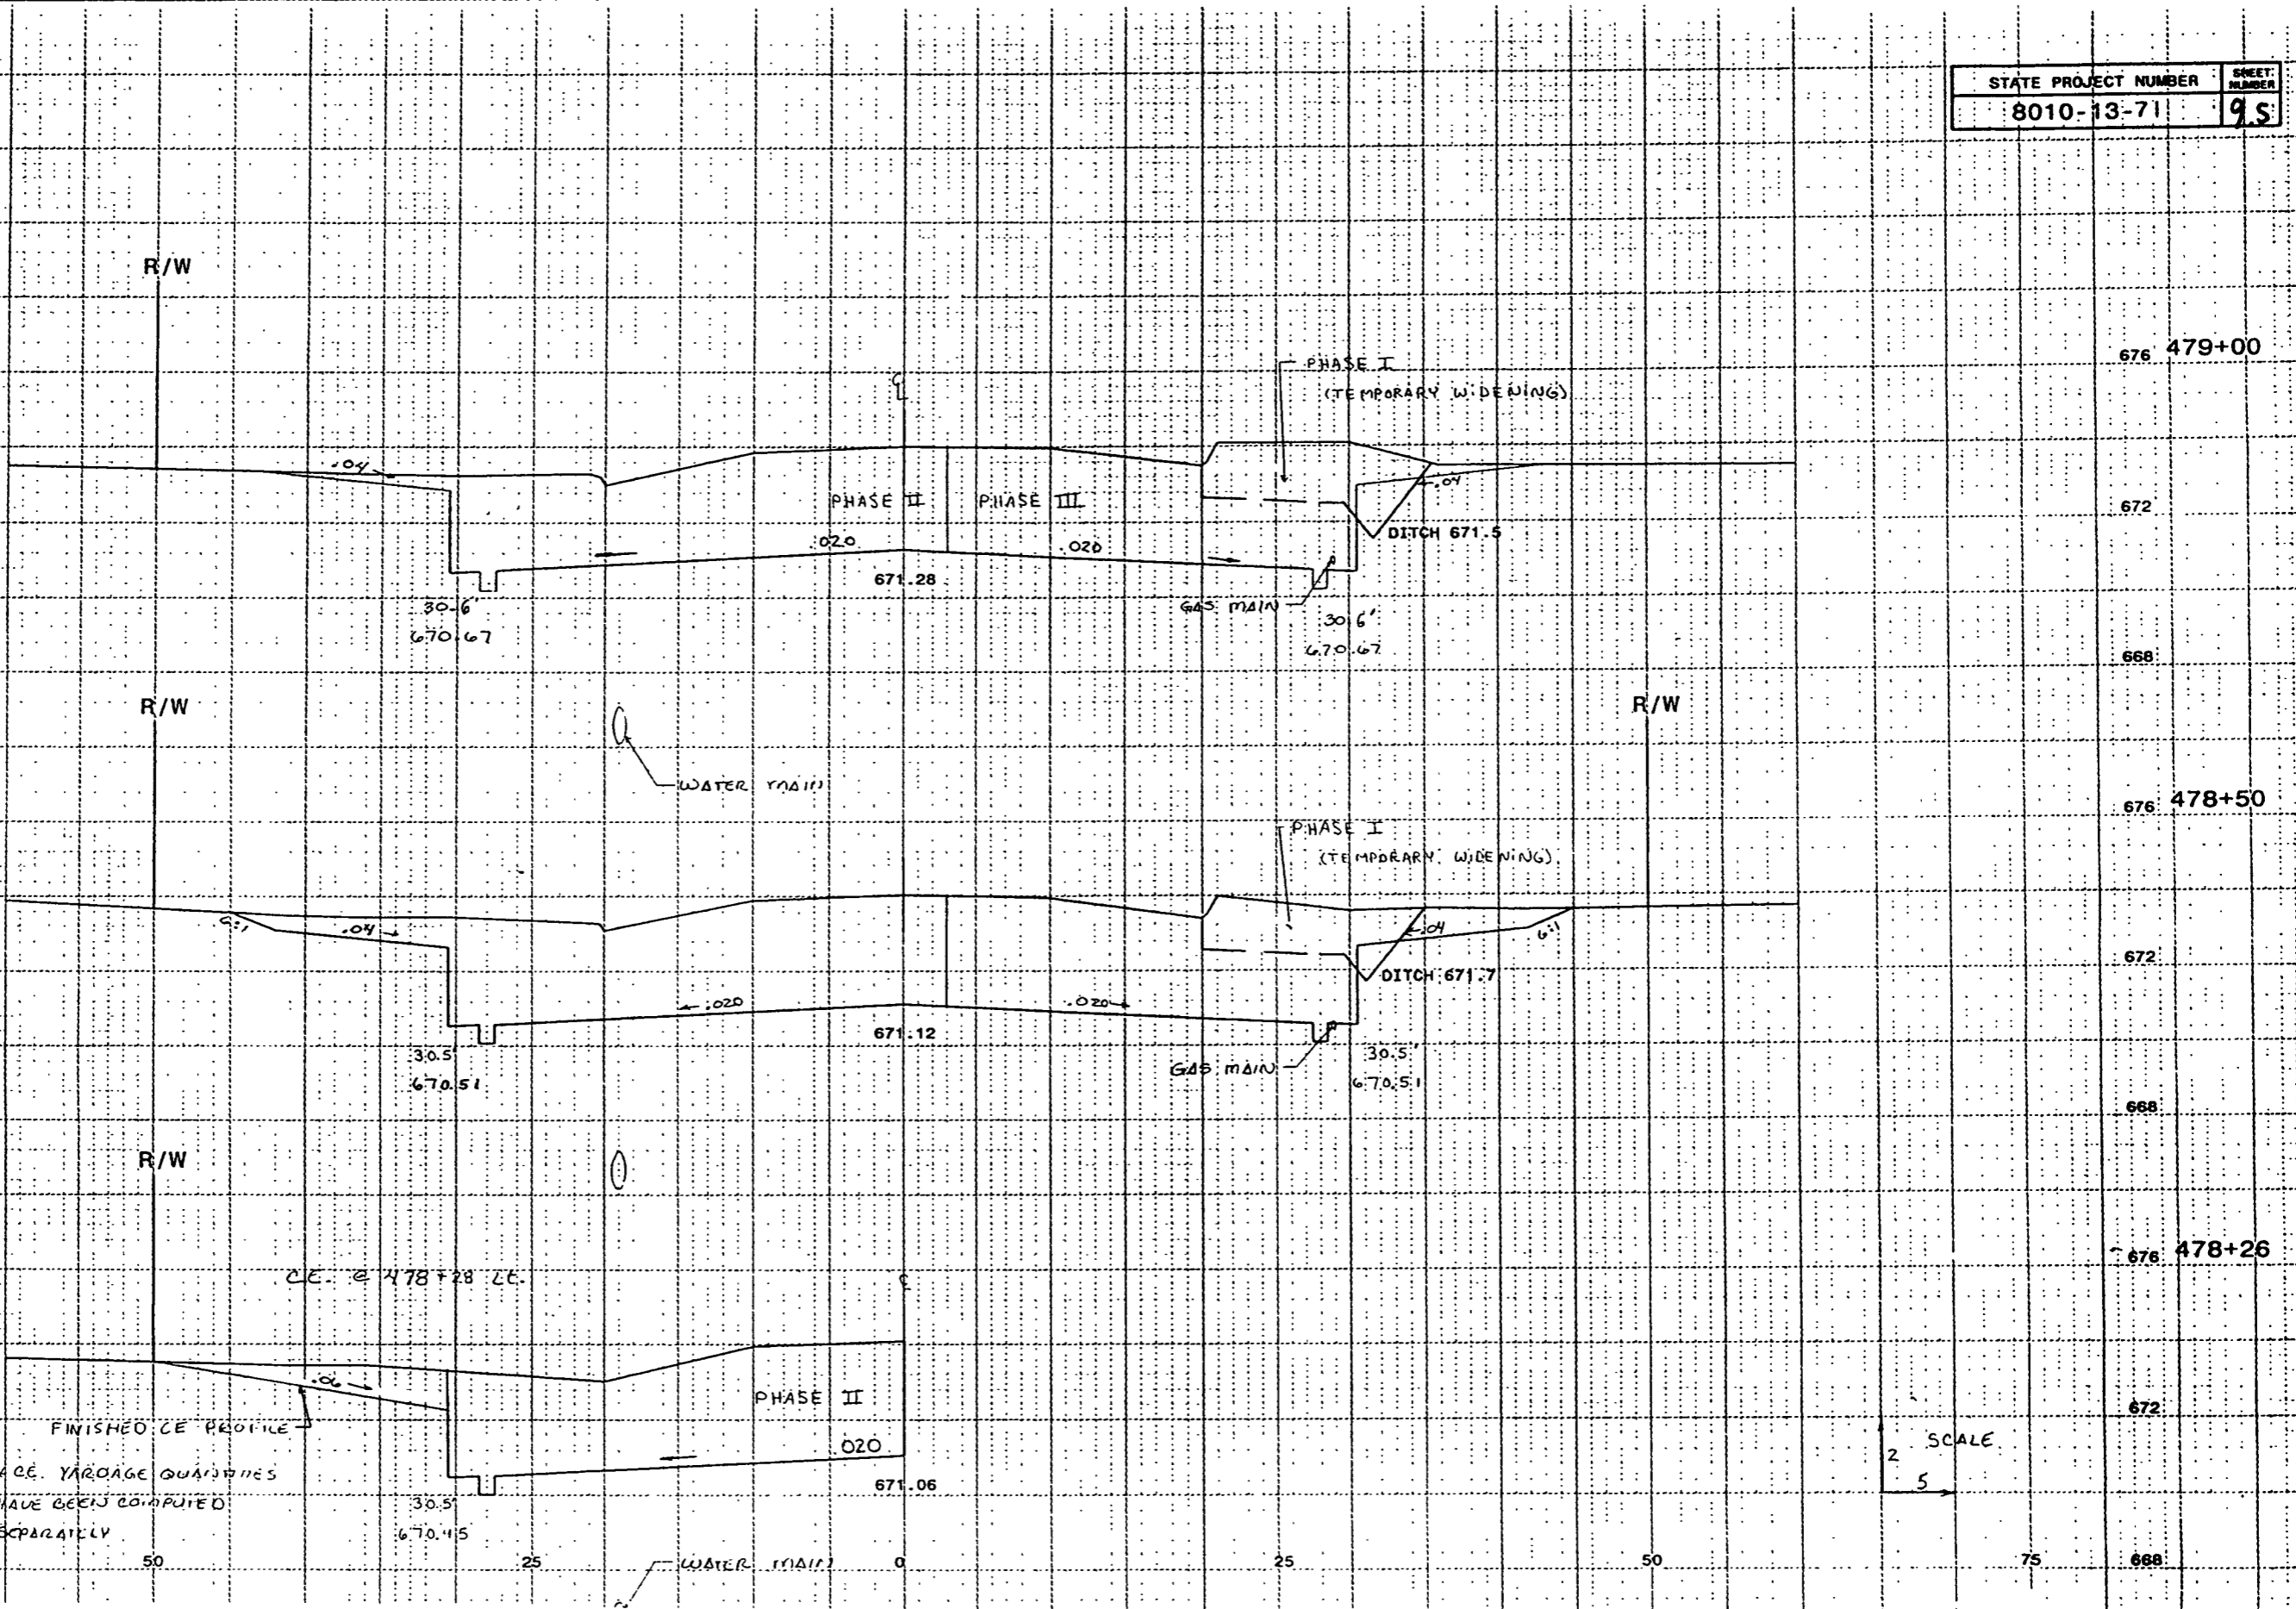 STATE PROJECT NUMBER
SHEET NUMBER
8010-13-71
9.5
R/W
676 479+00
PHASE I
(TEMPORARY WIDENING)
.04
PHASE II
PHASE III
.04
672
DITCH 671.5
.020
.020
671.28
30.6'
670.67
GAS MAIN
30.6'
670.67
668
R/W
R/W
WATER MAIN
676 478+50
PHASE I
(TEMPORARY WIDENING)
6:1
.04
.04
6:1
672
DITCH 671.7
.020
.020
671.12
30.5'
670.51
GAS MAIN
30.5'
670.51
668
R/W
676 478+26
C.E. @ 478+28 LT.
.06
PHASE II
672
FINISHED CE PROFILE
.020
SCALE
2
5
C.E. YARDAGE QUANTITIES
HAVE BEEN COMPUTED
SEPARATELY
671.06
30.5'
670.45
50
25
WATER MAIN
0
25
50
75
668